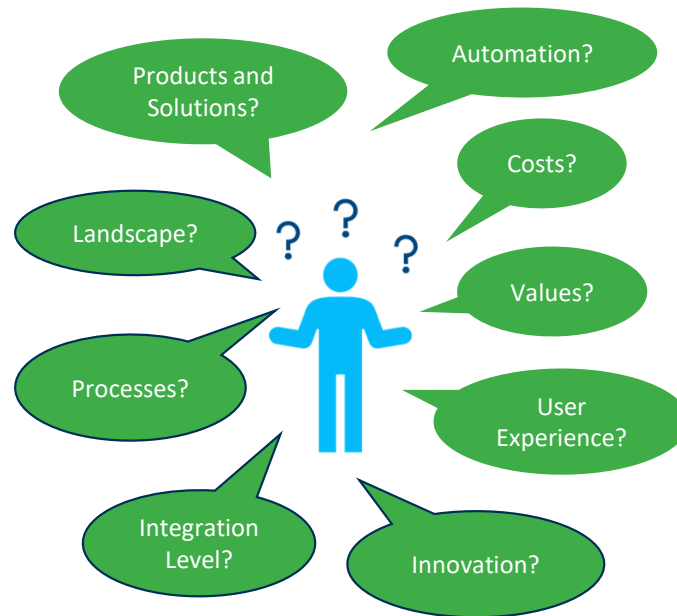 Automation?
Products and
Solutions?
Costs?
Landscape?
?
?
?
Values?
Processes?
User
Experience?
Integration
Level?
Innovation?